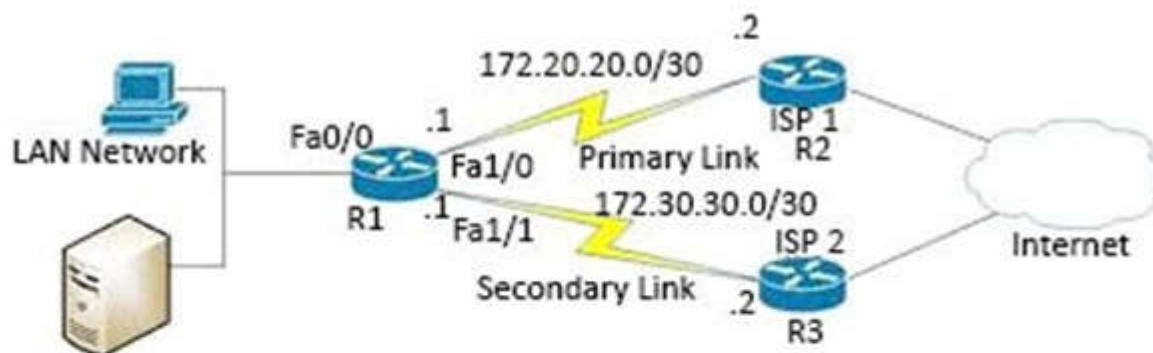 .2
172.20.20.0/30
ISP 1
R2
LAN Network
Fa0/0
.1
Fa1/0
Primary Link
R1
.1
Fa1/1
172.30.30.0/30
ISP 2
Internet
Secondary Link
.2
R3